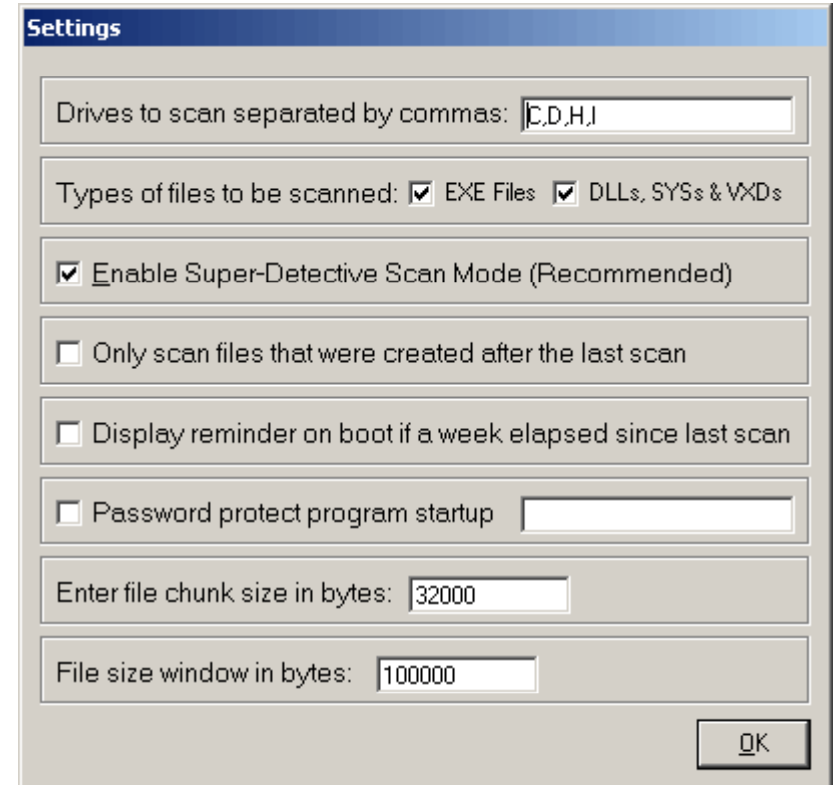 Settings
Drives to scan separated by commas: C,D,H,I
Types of files to be scanned: EXE Files DLLs, SYSs & VXDs
Enable Super-Detective Scan Mode (Recommended)
Only scan files that were created after the last scan
Display reminder on boot if a week elapsed since last scan
Password protect program startup
Enter file chunk size in bytes: 32000
File size window in bytes: 100000
OK